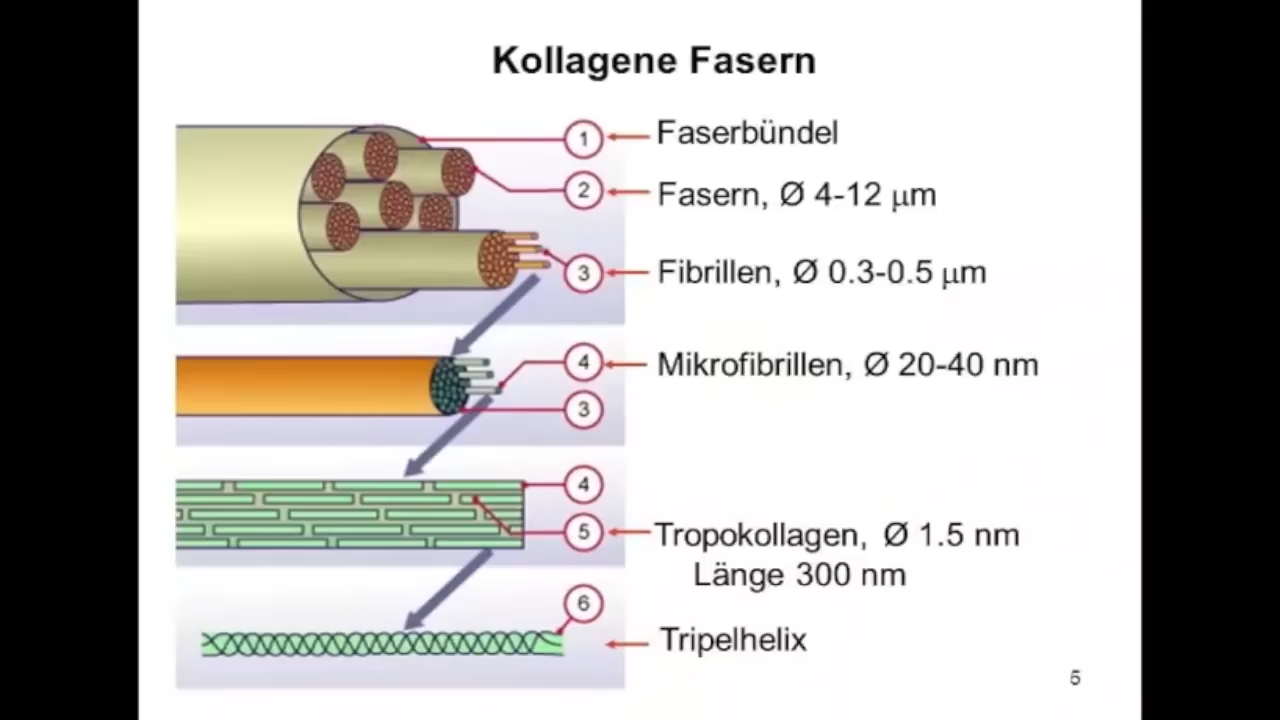 Kollagene Fasern
1 Faserbündel
2 Fasern, Ø 4-12 µm
3 Fibrillen, Ø 0.3-0.5 µm
4 Mikrofibrillen, Ø 20-40 nm
3
4
5 Tropokollagen, Ø 1.5 nm
Länge 300 nm
6
Tripelhelix
5